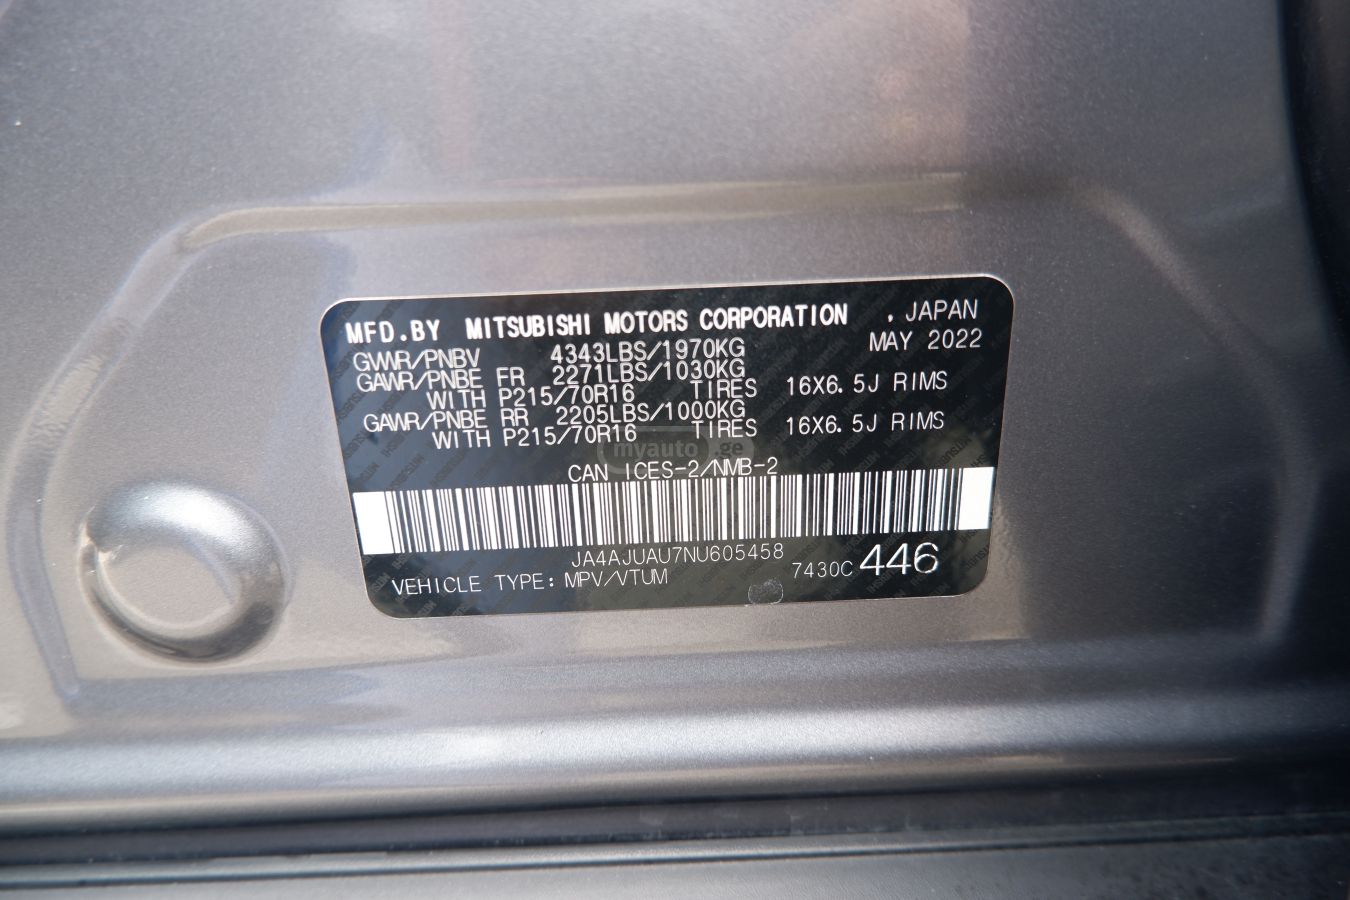 MFD.BY MITSUBISHI MOTORS CORPORATION , JAPAN
GVWR/PNBV 4343LBS/1970KG MAY 2022
GAWR/PNBE FR 2271LBS/1030KG
WITH P215/70R16 TIRES 16X6.5J RIMS
GAWR/PNBE RR 2205LBS/1000KG
WITH P215/70R16 TIRES 16X6.5J RIMS
myauto.ge
CAN ICES-2/NMB-2
JA4AJUAU7NU605458
VEHICLE TYPE: MPV/VTUM 7430C 446